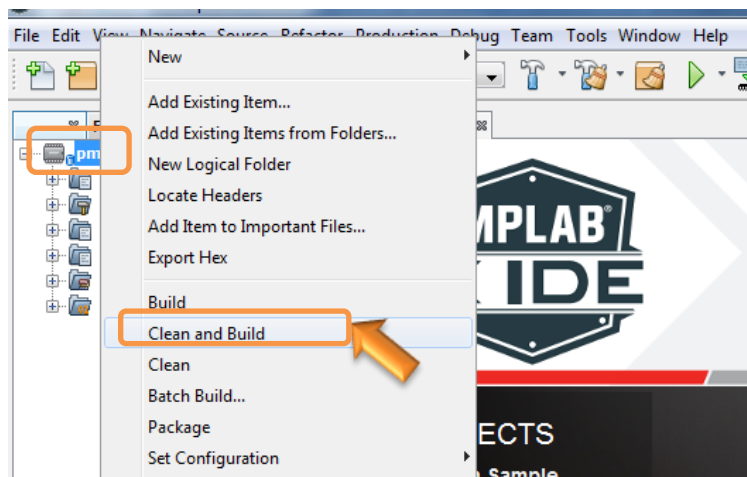 File Edit View Navigate Source Refactor Production Debug Team Tools Window Help
New
Add Existing Item...
Add Existing Items from Folders...
New Logical Folder
Locate Headers
Add Item to Important Files...
Export Hex
Build
Clean and Build
Clean
Batch Build...
Package
Set Configuration
pm
MPLAB®
IDE
ECTS
Sample